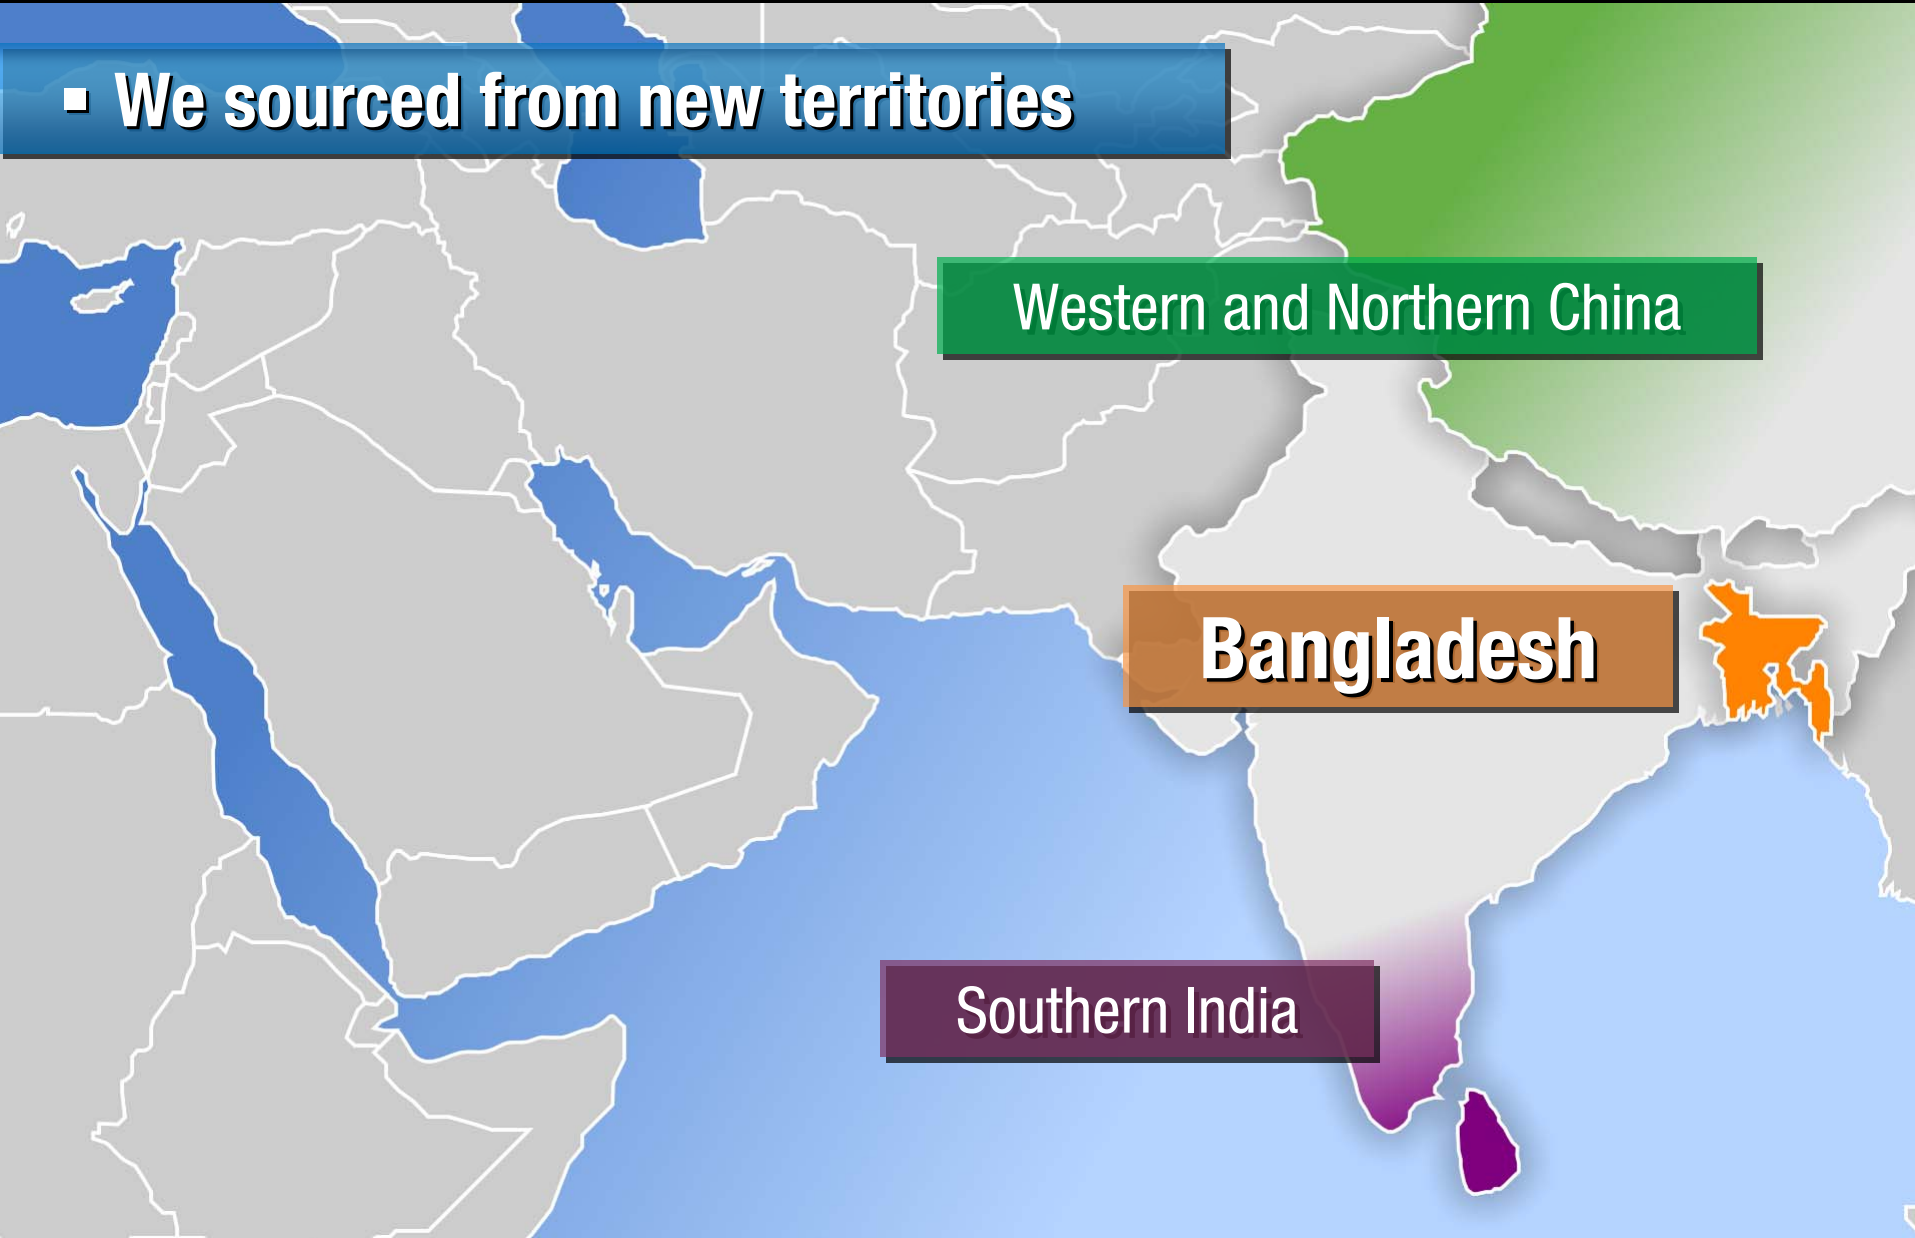 ▪ We sourced from new territories
Western and Northern China
Bangladesh
Southern India